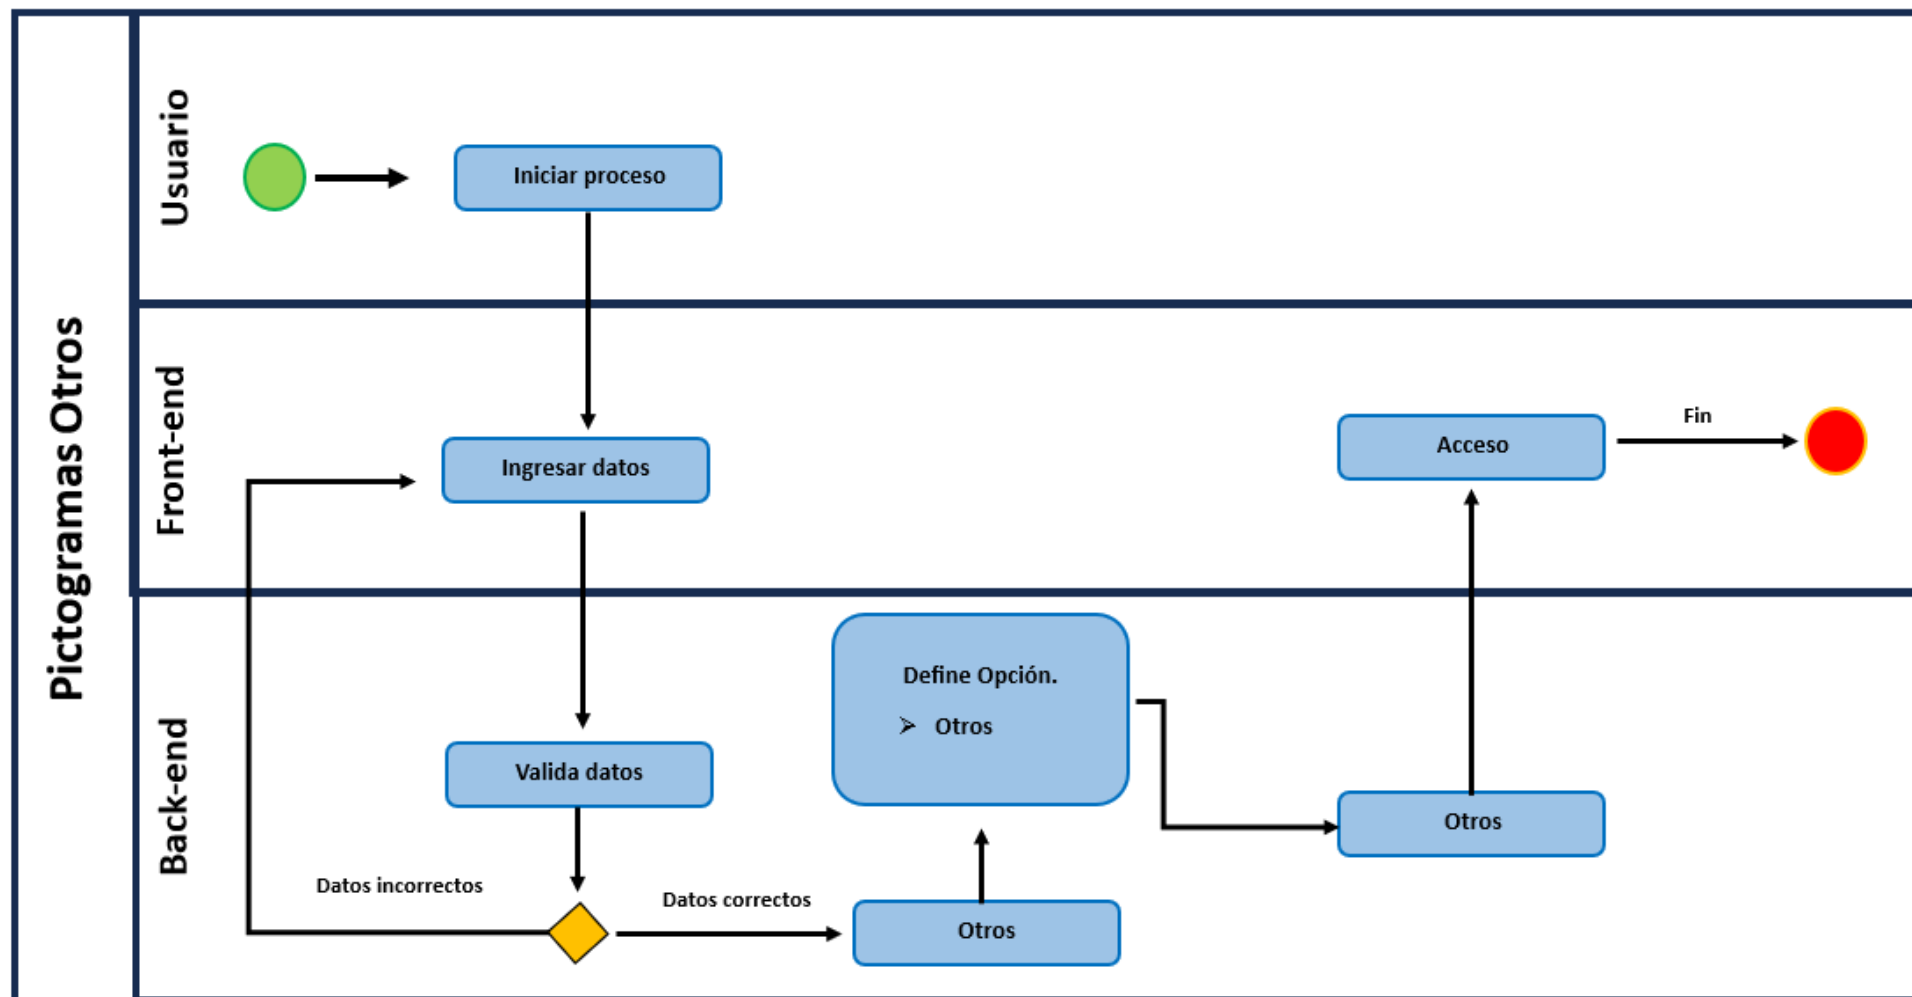 Pictogramas Otros
Usuario
Iniciar proceso
Front-end
Ingresar datos
Acceso
Fin
Back-end
Define Opción.
➢ Otros
Valida datos
Otros
Datos incorrectos
Datos correctos
Otros